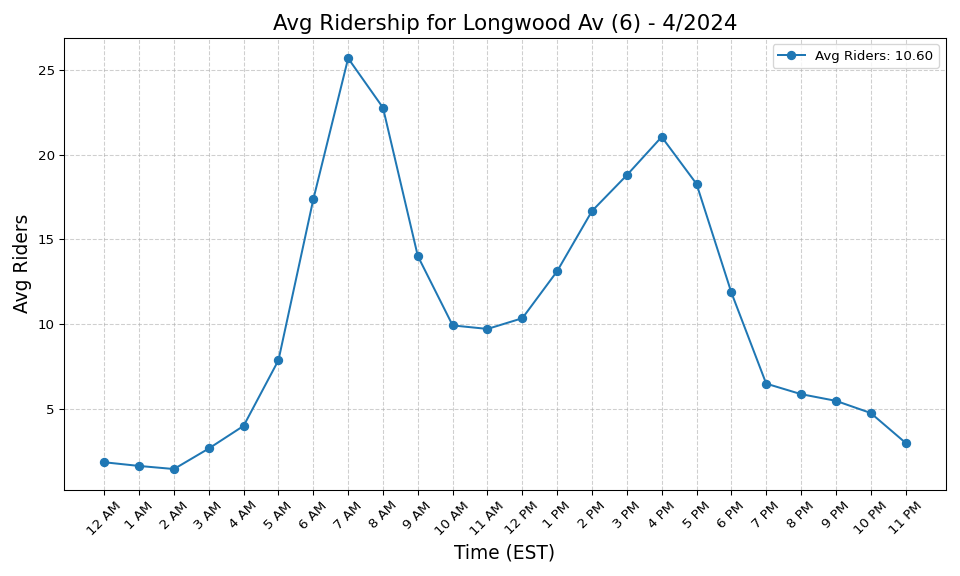 Avg Ridership for Longwood Av (6) - 4/2024
Avg Riders: 10.60
25
20
15
10
5
Avg Riders
12 AM
1 AM
2 AM
3 AM
4 AM
5 AM
6 AM
7 AM
8 AM
9 AM
10 AM
11 AM
12 PM
1 PM
2 PM
3 PM
4 PM
5 PM
6 PM
7 PM
8 PM
9 PM
10 PM
11 PM
Time (EST)